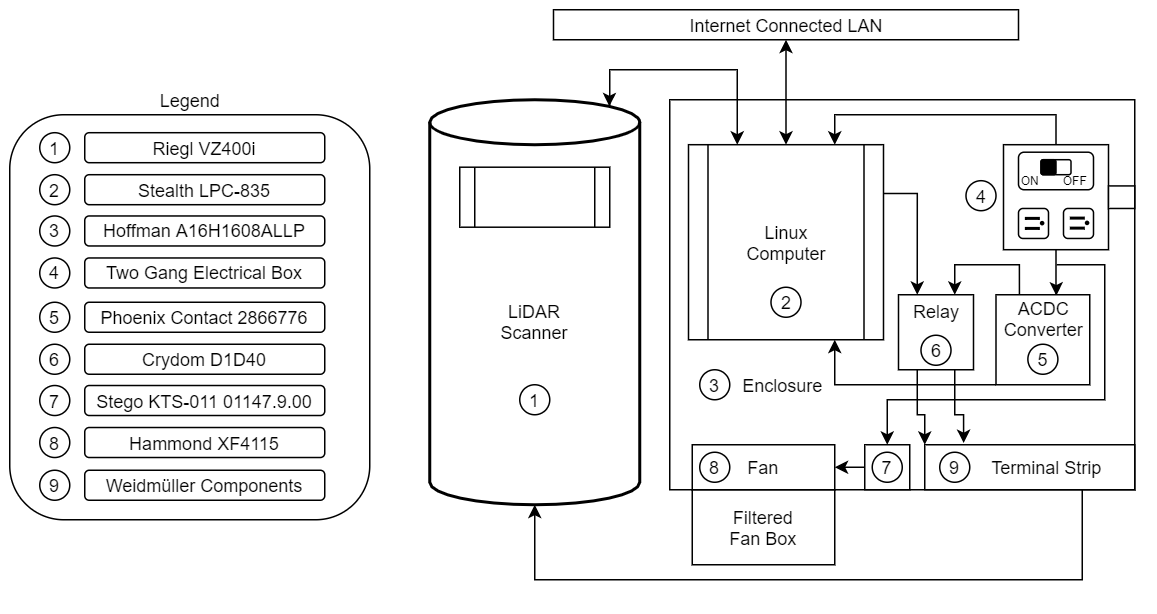 Internet Connected LAN
Legend
1 Riegl VZ400i
2 Stealth LPC-835
3 Hoffman A16H1608ALLP
4 Two Gang Electrical Box
5 Phoenix Contact 2866776
6 Crydom D1D40
7 Stego KTS-011 01147.9.00
8 Hammond XF4115
9 Weidmüller Components
LiDAR
Scanner
1
Linux
Computer
2
3 Enclosure
4
ON OFF
Relay
6
ACDC
Converter
5
8 Fan
7
9 Terminal Strip
Filtered
Fan Box